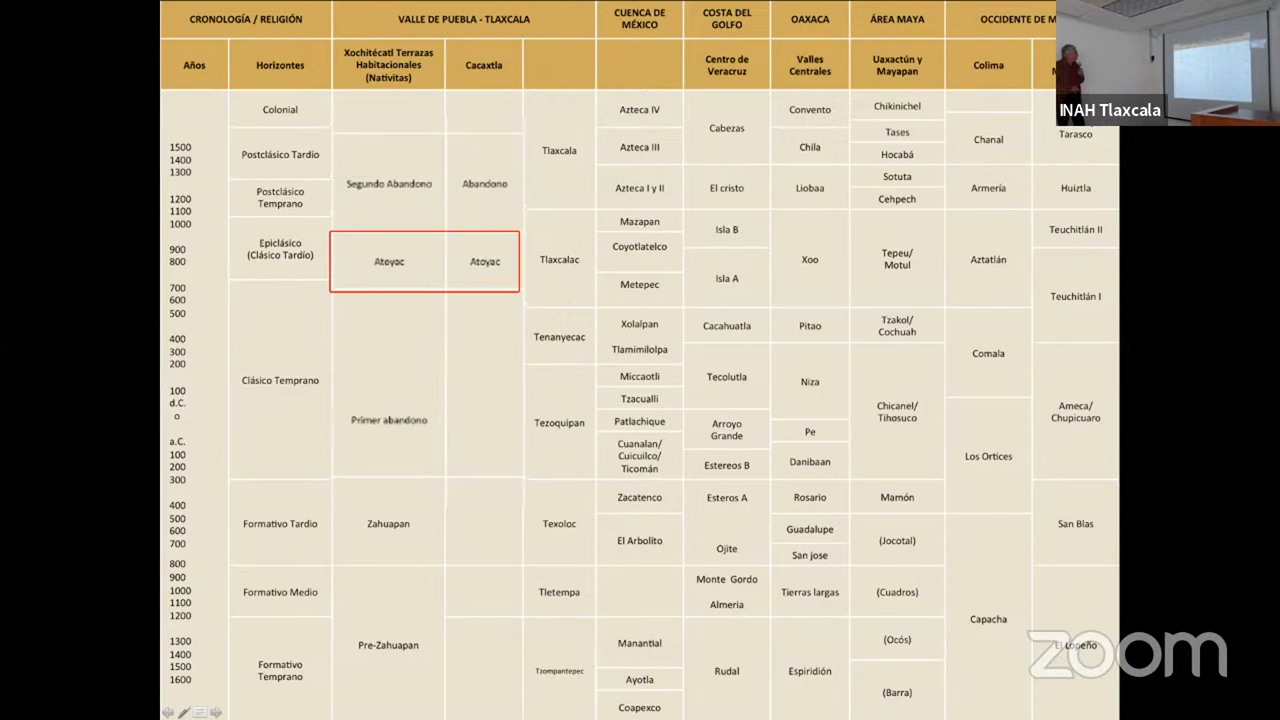 CRONOLOGÍA / RELIGIÓN
VALLE DE PUEBLA - TLAXCALA
CUENCA DE
MÉXICO
COSTA DEL
GOLFO
OAXACA
ÁREA MAYA
OCCIDENTE DE M
Años
Horizontes
Xochitécatl Terrazas
Habitacionales
(Nativitas)
Cacaxtla
Centro de
Veracruz
Valles
Centrales
Uaxactún y
Mayapan
Colima
INAH Tlaxcala
1500
1400
1300
1200
1100
1000
900
800
700
600
500
400
300
200
100
d.C.
o
a.C.
100
200
300
400
500
600
700
800
900
1000
1100
1200
1300
1400
1500
1600
Colonial
Postclásico Tardío
Postclásico
Temprano
Epiclásico
(Clásico Tardío)
Clásico Temprano
Formativo Tardio
Formativo Medio
Formativo
Temprano
Segundo Abandono
Atoyac
Primer abandono
Zahuapan
Pre-Zahuapan
Abandono
Atoyac
Tlaxcala
Tlaxcalac
Tenanyecac
Tezoquipan
Texoloc
Tletempa
Tzompantepec
Azteca IV
Azteca III
Azteca I y II
Mazapan
Coyotlatelco
Metepec
Xolalpan
Tlamimilolpa
Miccaotli
Tzacualli
Patlachique
Cuanalan/
Cuicuilco/
Ticomán
Zacatenco
El Arbolito
Manantial
Ayotla
Coapexco
Cabezas
El cristo
Isla B
Isla A
Cacahuatla
Tecolutla
Arroyo
Grande
Estereos B
Esteros A
Ojite
Monte Gordo
Almeria
Rudal
Convento
Chila
Liobaa
Xoo
Pitao
Niza
Pe
Danibaan
Rosario
Guadalupe
San jose
Tierras largas
Espiridión
Chikinichel
Tases
Hocabá
Sotuta
Cehpech
Tepeu/
Motul
Tzakol/
Cochuah
Chicanel/
Tihosuco
Mamón
(Jocotal)
(Cuadros)
(Ocós)
(Barra)
Chanal
Armería
Aztatlán
Comala
Los Ortices
Capacha
Tarasco
Huiztla
Teuchitlán II
Teuchitlán I
Ameca/
Chupicuaro
San Blas
El Lopeño
zoom